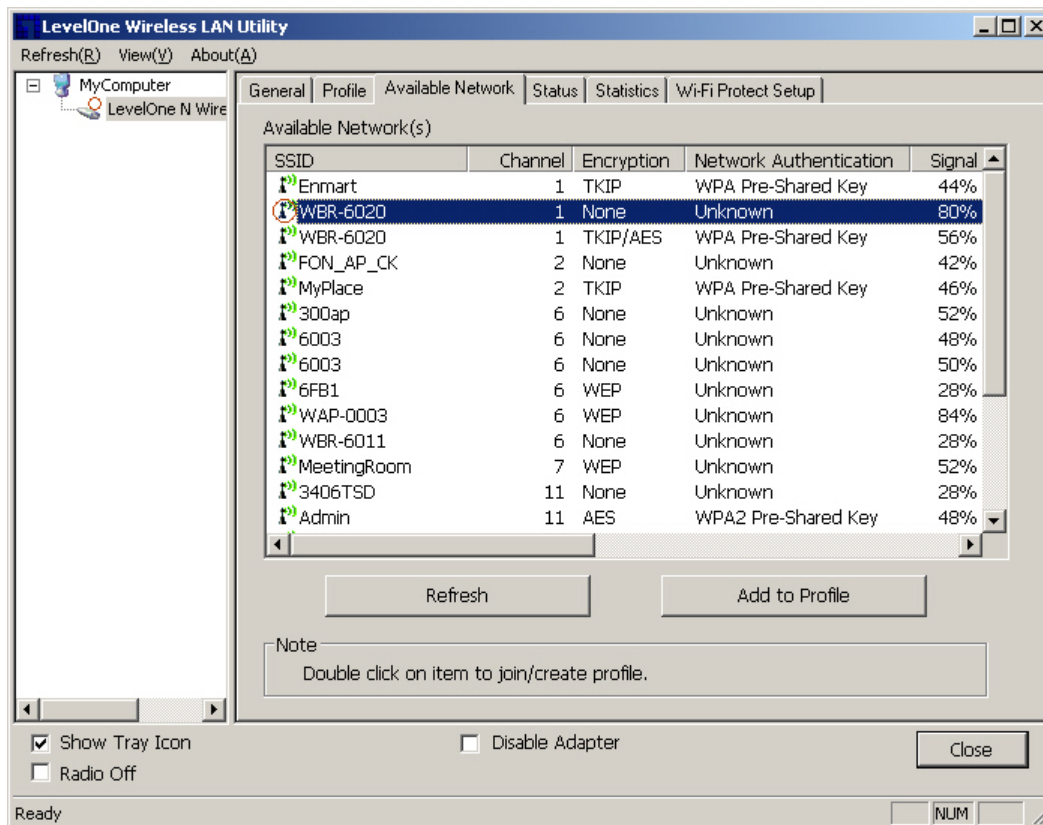 LevelOne Wireless LAN Utility
Refresh(R) View(V) About(A)
MyComputer
LevelOne N Wire
General Profile Available Network Status Statistics Wi-Fi Protect Setup
Available Network(s)
SSID Channel Encryption Network Authentication Signal
Enmart 1 TKIP WPA Pre-Shared Key 44%
WBR-6020 1 None Unknown 80%
WBR-6020 1 TKIP/AES WPA Pre-Shared Key 56%
FON_AP_CK 2 None Unknown 42%
MyPlace 2 TKIP WPA Pre-Shared Key 46%
300ap 6 None Unknown 52%
6003 6 None Unknown 48%
6003 6 None Unknown 50%
6FB1 6 WEP Unknown 28%
WAP-0003 6 WEP Unknown 84%
WBR-6011 6 None Unknown 28%
MeetingRoom 7 WEP Unknown 52%
3406TSD 11 None Unknown 28%
Admin 11 AES WPA2 Pre-Shared Key 48%
Refresh Add to Profile
Note
Double click on item to join/create profile.
Show Tray Icon Disable Adapter
Close
Radio Off
Ready NUM